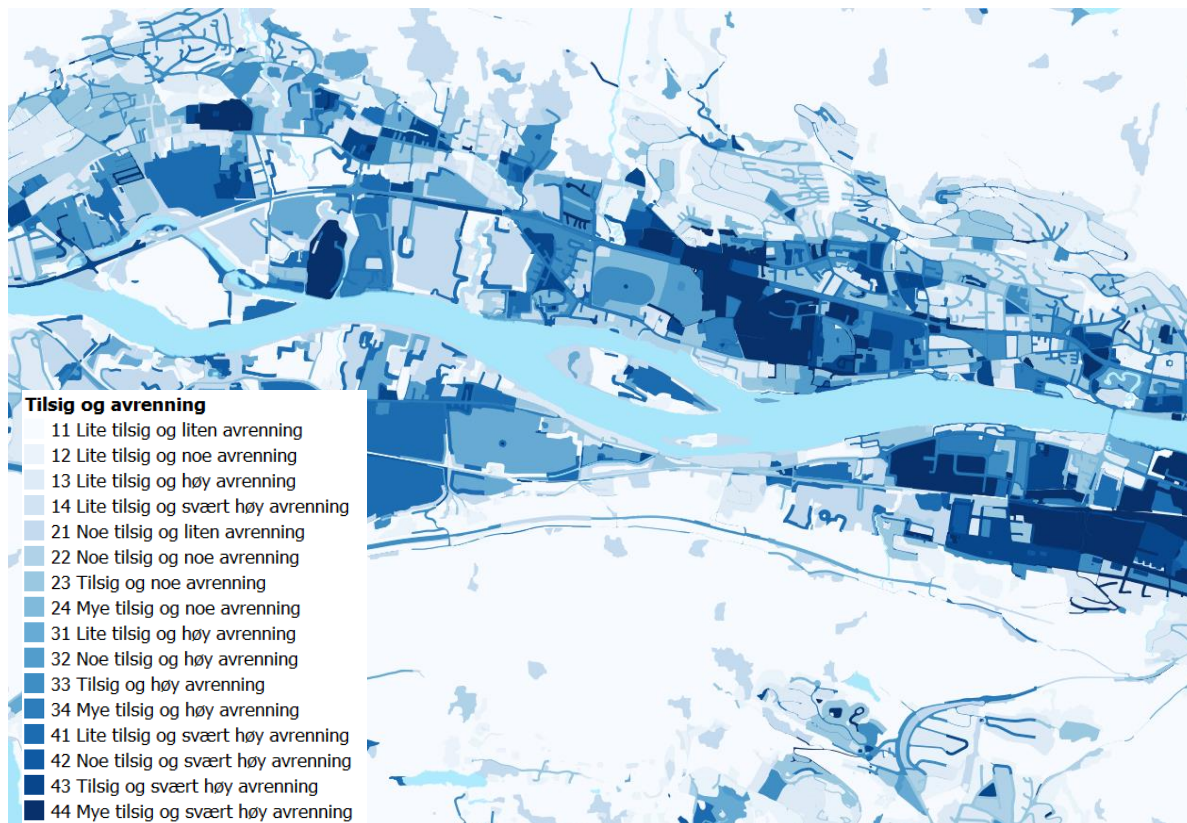 Tilsig og avrenning
11 Lite tilsig og liten avrenning
12 Lite tilsig og noe avrenning
13 Lite tilsig og høy avrenning
14 Lite tilsig og svært høy avrenning
21 Noe tilsig og liten avrenning
22 Noe tilsig og noe avrenning
23 Tilsig og noe avrenning
24 Mye tilsig og noe avrenning
31 Lite tilsig og høy avrenning
32 Noe tilsig og høy avrenning
33 Tilsig og høy avrenning
34 Mye tilsig og høy avrenning
41 Lite tilsig og svært høy avrenning
42 Noe tilsig og svært høy avrenning
43 Tilsig og svært høy avrenning
44 Mye tilsig og svært høy avrenning